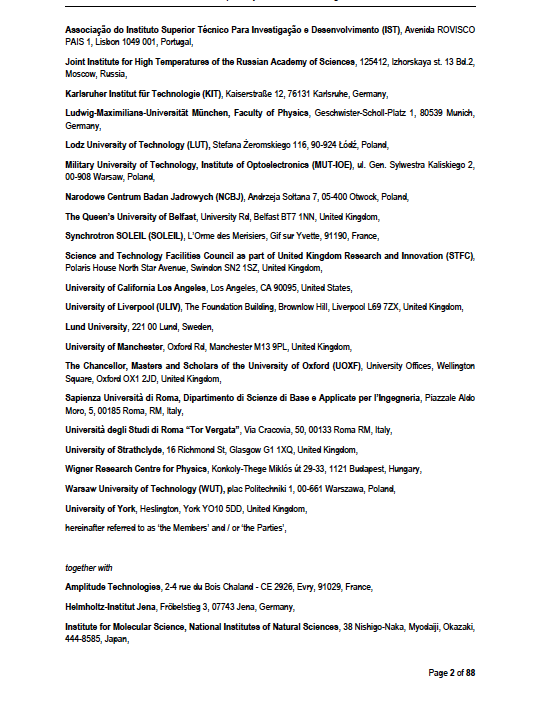 Associação do Instituto Superior Técnico Para Investigação e Desenvolvimento (IST), Avenida ROVISCO
PAIS 1, Lisbon 1049 001, Portugal,
Joint Institute for High Temperatures of the Russian Academy of Sciences, 125412, Izhorskaya st. 13 Bd.2,
Moscow, Russia,
Karlsruher Institut für Technologie (KIT), Kaiserstraße 12, 76131 Karlsruhe, Germany,
Ludwig-Maximilians-Universität München, Faculty of Physics, Geschwister-Scholl-Platz 1, 80539 Munich,
Germany,
Lodz University of Technology (LUT), Stefana Żeromskiego 116, 90-924 Łódź, Poland,
Military University of Technology, Institute of Optoelectronics (MUT-IOE), ul. Gen. Sylwestra Kaliskiego 2,
00-908 Warsaw, Poland,
Narodowe Centrum Badan Jadrowych (NCBJ), Andrzeja Sołtana 7, 05-400 Otwock, Poland,
The Queen's University of Belfast, University Rd, Belfast BT7 1NN, United Kingdom,
Synchrotron SOLEIL (SOLEIL), L'Orme des Merisiers, Gif sur Yvette, 91190, France,
Science and Technology Facilities Council as part of United Kingdom Research and Innovation (STFC),
Polaris House North Star Avenue, Swindon SN2 1SZ, United Kingdom,
University of California Los Angeles, Los Angeles, CA 90095, United States,
University of Liverpool (ULIV), The Foundation Building, Brownlow Hill, Liverpool L69 7ZX, United Kingdom,
Lund University, 221 00 Lund, Sweden,
University of Manchester, Oxford Rd, Manchester M13 9PL, United Kingdom,
The Chancellor, Masters and Scholars of the University of Oxford (UOXF), University Offices, Wellington
Square, Oxford OX1 2JD, United Kingdom,
Sapienza Università di Roma, Dipartimento di Scienze di Base e Applicate per l'Ingegneria, Piazzale Aldo
Moro, 5, 00185 Roma, RM, Italy,
Università degli Studi di Roma "Tor Vergata", Via Cracovia, 50, 00133 Roma RM, Italy,
University of Strathclyde, 16 Richmond St, Glasgow G1 1XQ, United Kingdom,
Wigner Research Centre for Physics, Konkoly-Thege Miklós út 29-33, 1121 Budapest, Hungary,
Warsaw University of Technology (WUT), plac Politechniki 1, 00-661 Warszawa, Poland,
University of York, Heslington, York YO10 5DD, United Kingdom,
hereinafter referred to as 'the Members' and / or 'the Parties',
together with
Amplitude Technologies, 2-4 rue du Bois Chaland - CE 2926, Evry, 91029, France,
Helmholtz-Institut Jena, Fröbelstieg 3, 07743 Jena, Germany,
Institute for Molecular Science, National Institutes of Natural Sciences, 38 Nishigo-Naka, Myodaiji, Okazaki,
444-8585, Japan,
Page 2 of 88